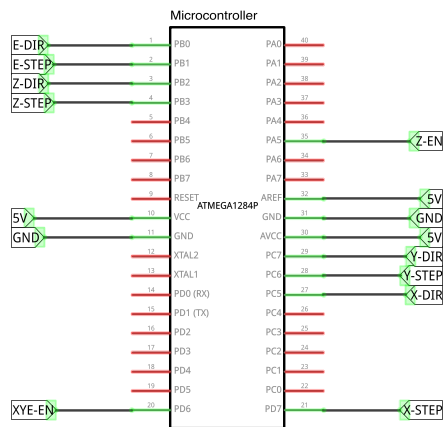 Microcontroller
E-DIR 1 PB0 PA0 40
E-STEP 2 PB1 PA1 39
Z-DIR 3 PB2 PA2 38
Z-STEP 4 PB3 PA3 37
5 PB4 PA4 36
6 PB5 PA5 35 Z-EN
7 PB6 PA6 34
8 PB7 PA7 33
9 RESET AREF 32 5V
ATMEGA1284P
5V 10 VCC GND 31 GND
GND 11 GND AVCC 30 5V
12 XTAL2 PC7 29 Y-DIR
13 XTAL1 PC6 28 Y-STEP
14 PD0 (RX) PC5 27 X-DIR
15 PD1 (TX) PC4 26
16 PD2 PC3 25
17 PD3 PC2 24
18 PD4 PC1 23
19 PD5 PC0 22
XYE-EN 20 PD6 PD7 21 X-STEP